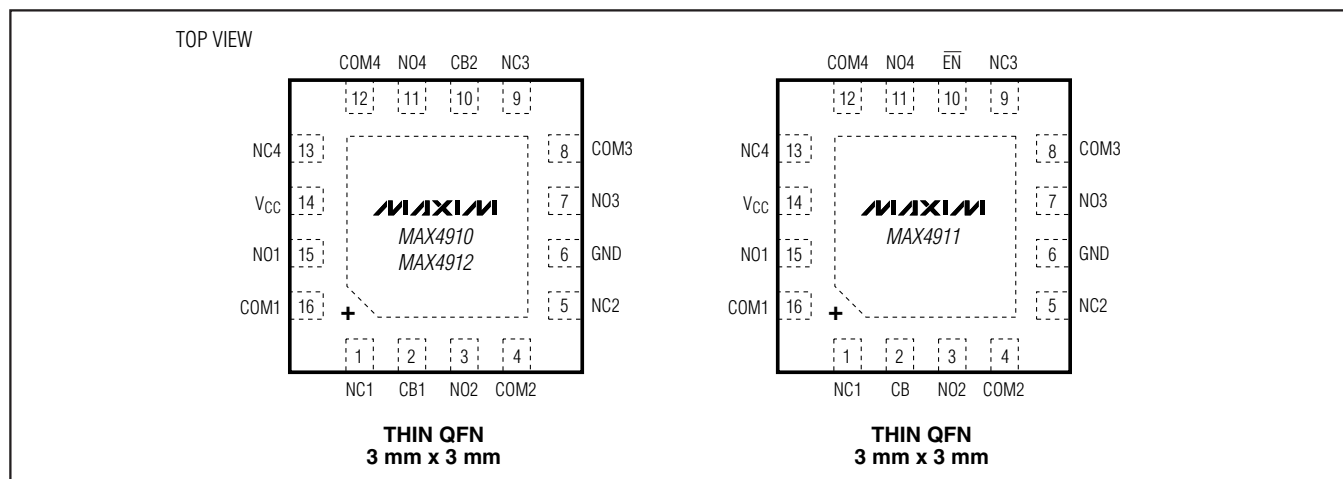 TOP VIEW
COM4 NO4 CB2 NC3
12 11 10 9
NC4 13
VCC 14
NO1 15
COM1 16
8 COM3
7 NO3
6 GND
5 NC2
MAXIM
MAX4910
MAX4912
+
1 2 3 4
NC1 CB1 NO2 COM2
THIN QFN
3 mm x 3 mm
COM4 NO4 E̅N̅ NC3
12 11 10 9
NC4 13
VCC 14
NO1 15
COM1 16
8 COM3
7 NO3
6 GND
5 NC2
MAXIM
MAX4911
+
1 2 3 4
NC1 CB NO2 COM2
THIN QFN
3 mm x 3 mm